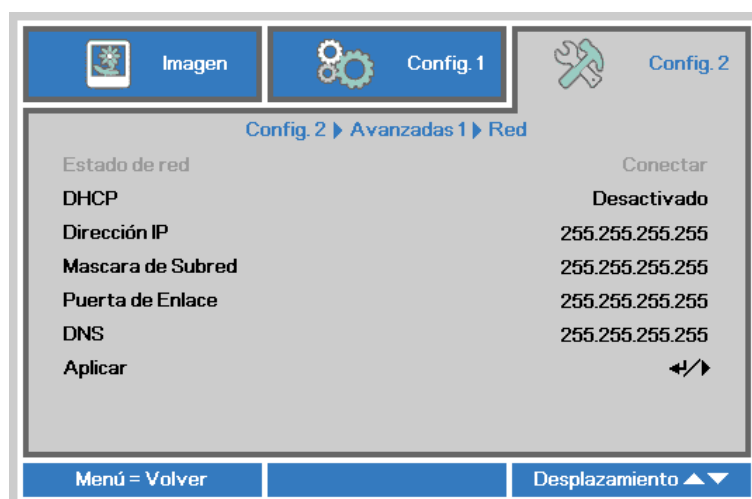 Imagen
Config. 1
Config. 2
Config. 2 ▶ Avanzadas 1 ▶ Red
Estado de red Conectar
DHCP Desactivado
Dirección IP 255.255.255.255
Mascara de Subred 255.255.255.255
Puerta de Enlace 255.255.255.255
DNS 255.255.255.255
Aplicar ↵/▶
Menú = Volver
Desplazamiento ▲▼